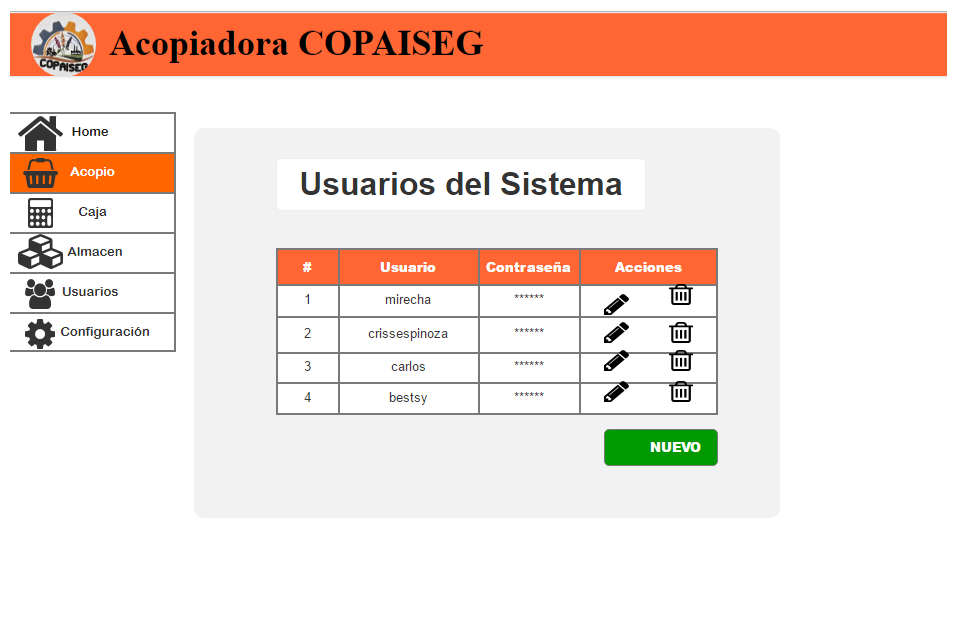 COPAISEG
Acopiadora COPAISEG
Home
Acopio
Caja
Almacen
Usuarios
Configuración
Usuarios del Sistema
# Usuario Contraseña Acciones
1 mirecha ******
2 crissespinoza ******
3 carlos ******
4 bestsy ******
NUEVO